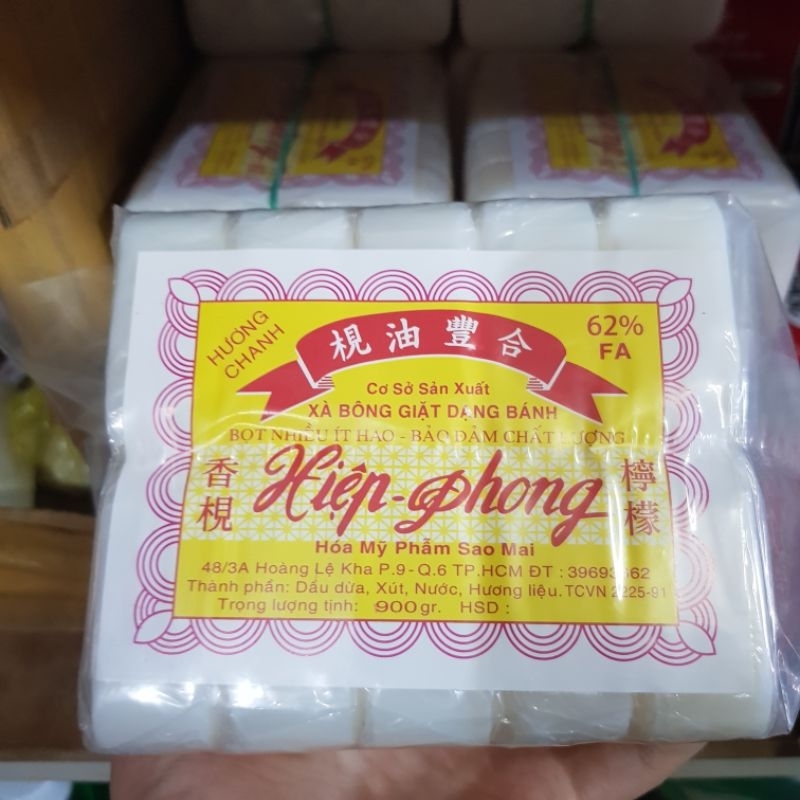 HƯƠNG CHANH
梘油豐合
62% FA
Cơ Sở Sản Xuất
XÀ BÔNG GIẶT DẠNG BÁNH
BỌT NHIỀU ÍT HAO - BẢO ĐẢM CHẤT LƯỢNG
香梘
Hiệp-Phong
檸檬
Hóa Mỹ Phẩm Sao Mai
48/3A Hoàng Lê Kha P.9 - Q.6 TP.HCM ĐT :
Thành phần: Dầu dừa, Xút, Nước, Hương liệu. TCVN 2225-91
Trọng lượng tịnh: 900gr. HSD :